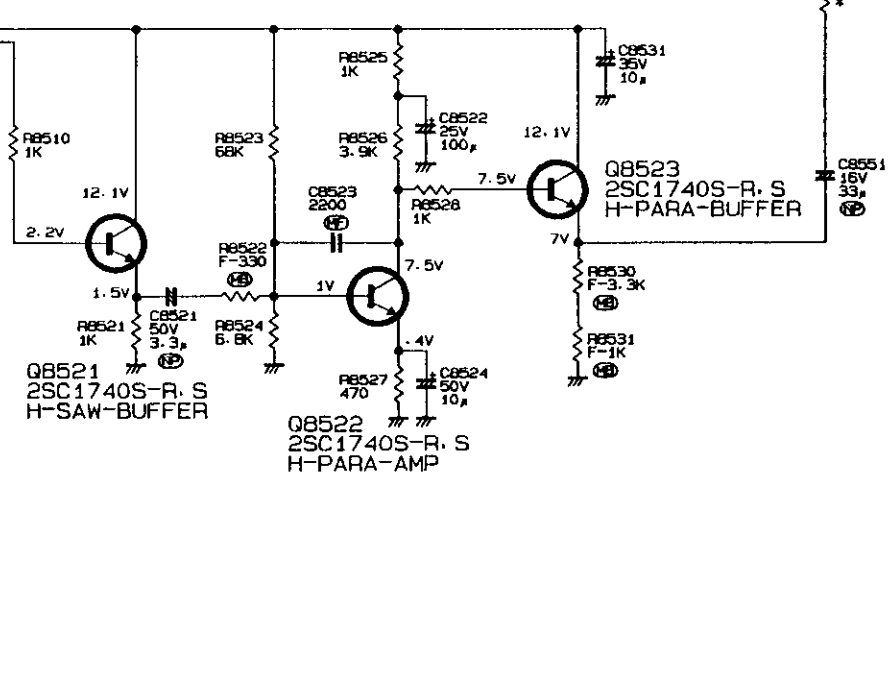 *
R8525
1K
C8531
35V
10μ
R8510
1K
R8523
68K
R8526
3.9K
C8522
25V
100μ
12.1V
Q8523
2SC1740S-R.S
H-PARA-BUFFER
C8551
16V
33μ
NP
12.1V
C8523
2200
MF
7.5V
R8528
1K
2.2V
R8522
F-330
MB
7V
7.5V
R8530
F-3.3K
MB
1.5V
1V
R8521
1K
C8521
50V
3.3μ
NP
R8524
6.8K
.4V
R8531
F-1K
MB
Q8521
2SC1740S-R.S
H-SAW-BUFFER
R8527
470
C8524
50V
10μ
Q8522
2SC1740S-R.S
H-PARA-AMP